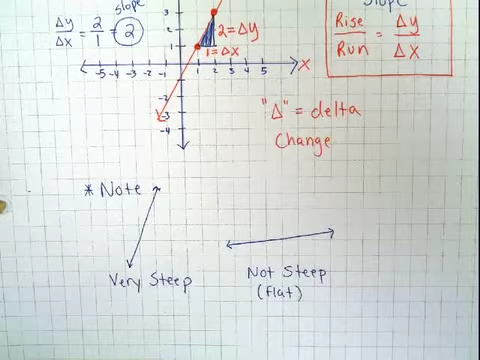 slope
Δy/Δx = 2/1 = 2
3
2 = Δy
1
1 = Δx
-5 -4 -3 -2 -1 1 2 3 4 5 x
-2
-3
-4
Slope
Rise/Run = Δy/Δx
"Δ" = delta
Change
* Note
Very Steep
Not Steep
(flat)